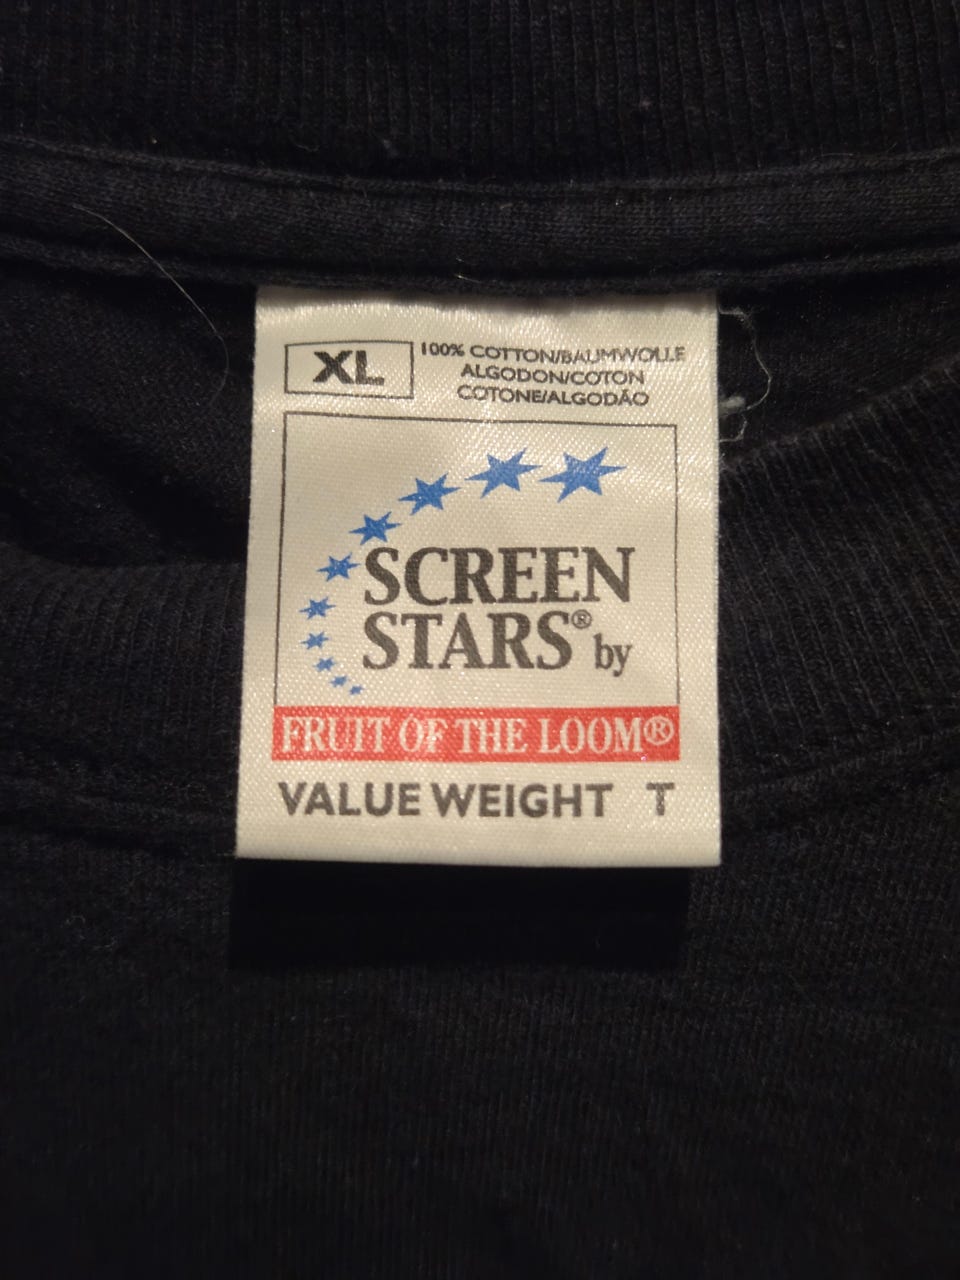 XL
100% COTTON/BAUMWOLLE
ALGODON/COTON
COTONE/ALGODÃO
SCREEN
STARS® by
FRUIT OF THE LOOM®
VALUE WEIGHT T